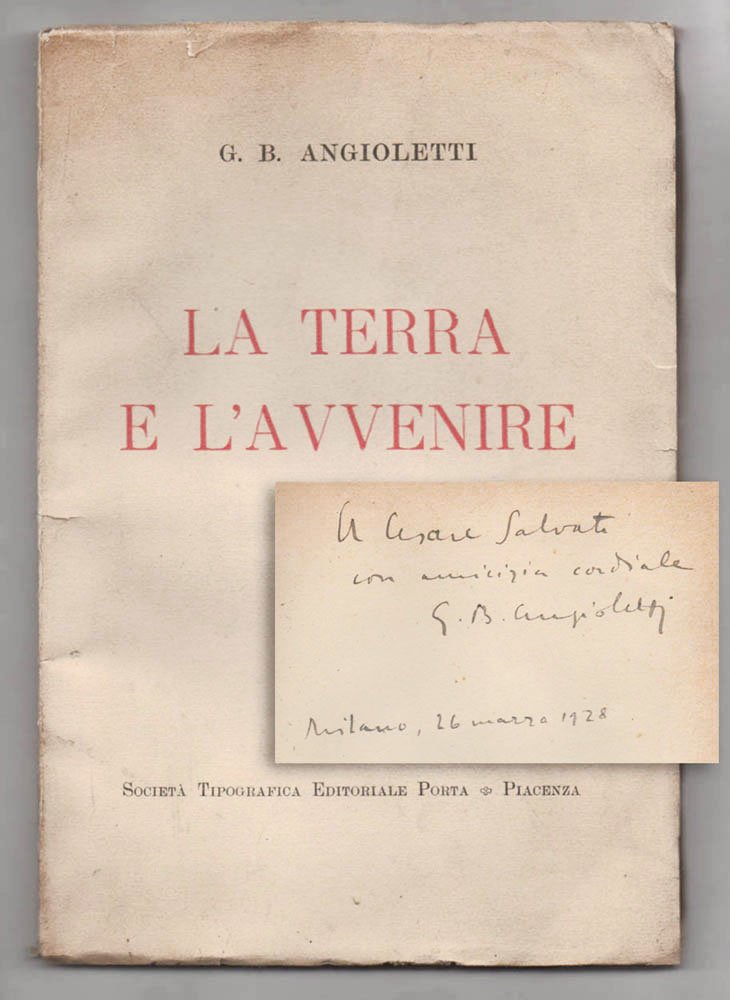 G. B. ANGIOLETTI
LA TERRA
E L'AVVENIRE
A Cesare Salvati
con amicizia cordiale
G. B. Angioletti
Milano, 26 marzo 1928
SOCIETÀ TIPOGRAFICA EDITORIALE PORTA ✥ PIACENZA